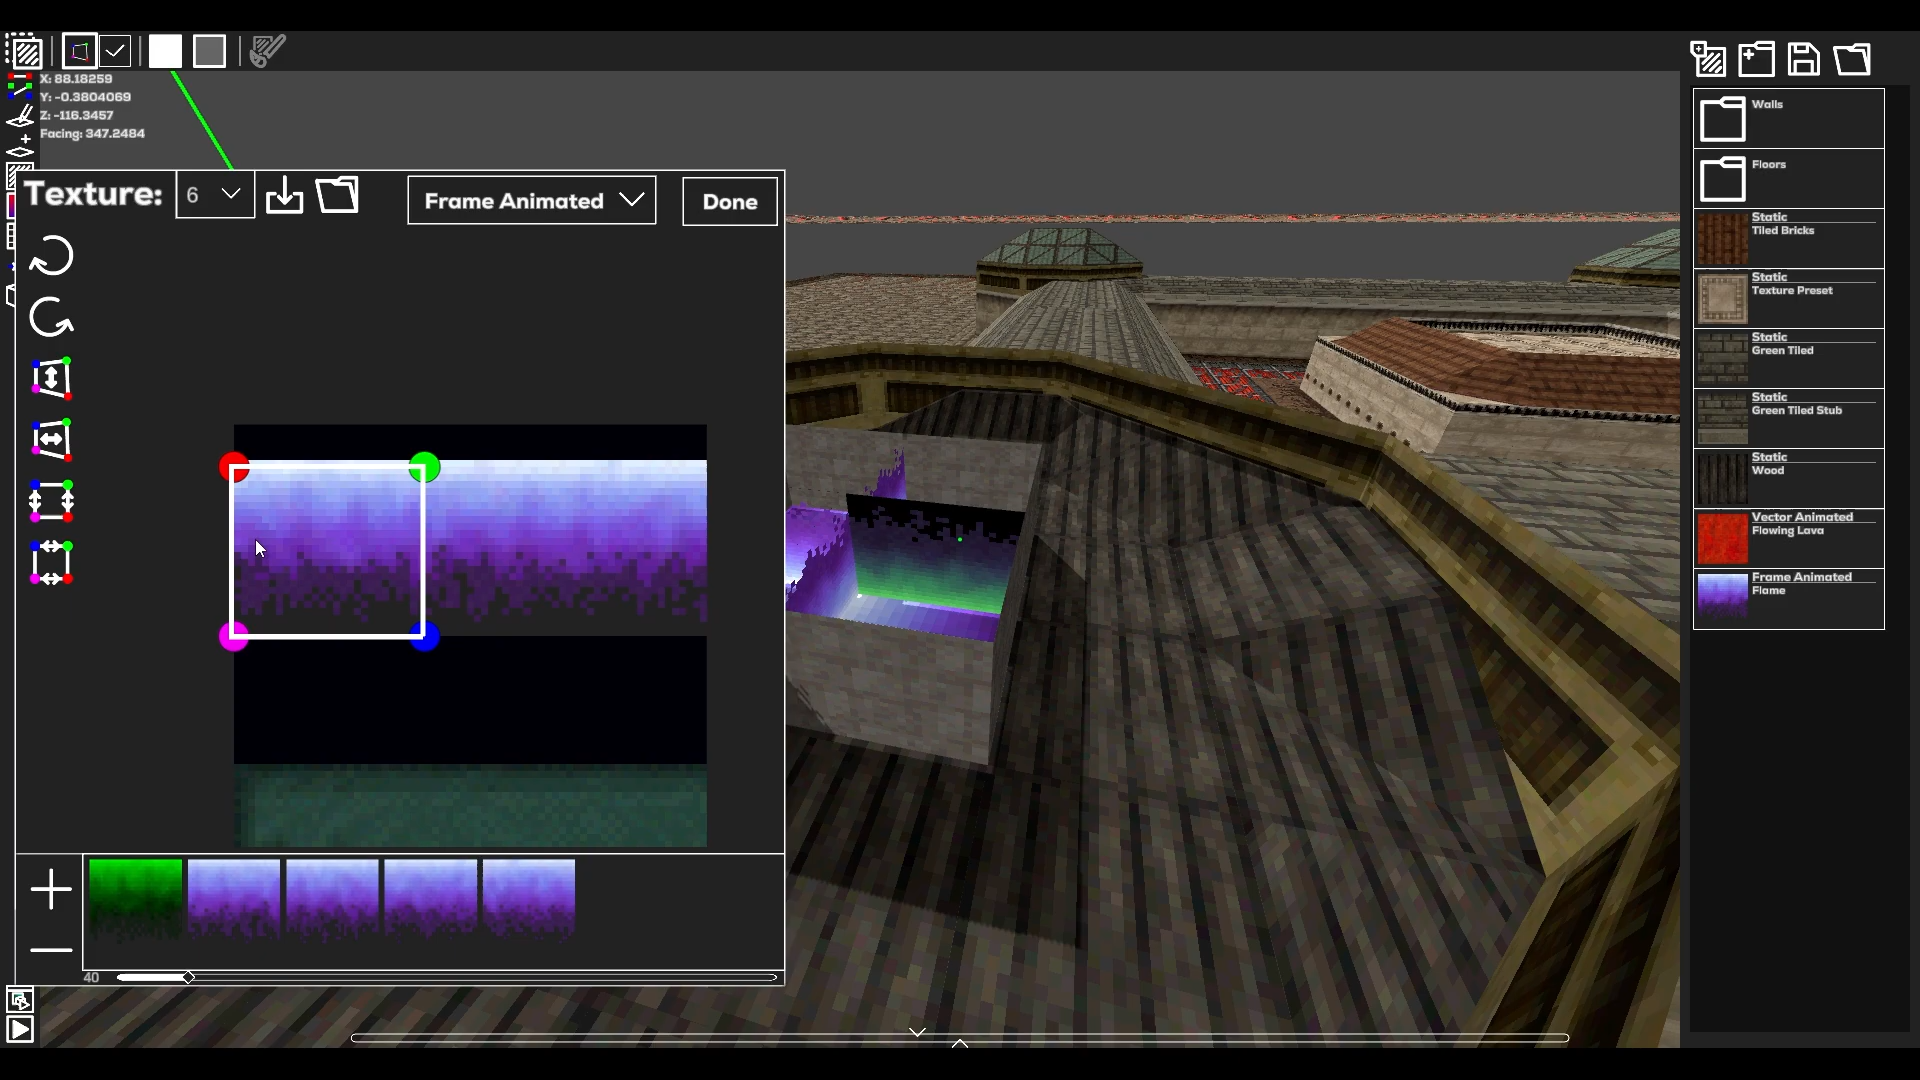 X: 88.18259
Y: -0.3804069
Z: -116.3457
Facing: 347.2484
Texture:
6
Frame Animated
Done
40
Walls
Floors
Static
Tiled Bricks
Static
Texture Preset
Static
Green Tiled
Static
Green Tiled Stub
Static
Wood
Vector Animated
Flowing Lava
Frame Animated
Flame